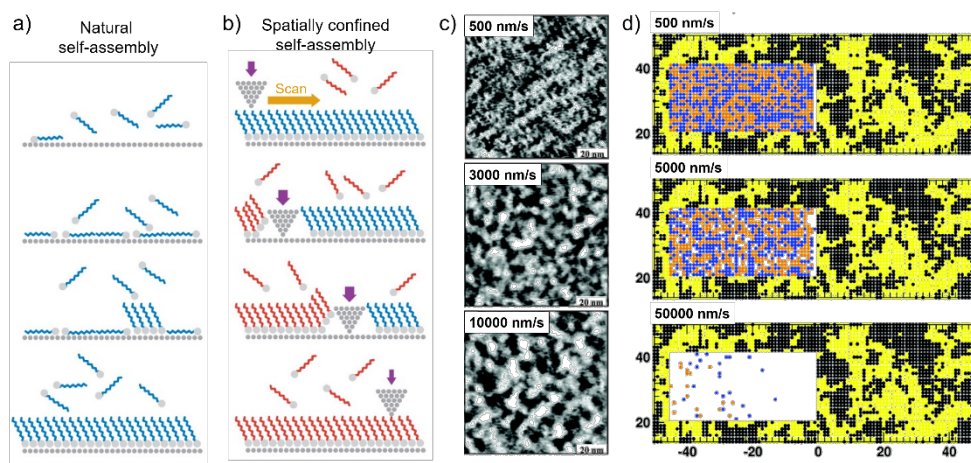 a)
Natural
self-assembly
b)
Spatially confined
self-assembly
Scan
c)
500 nm/s
20 nm
3000 nm/s
20 nm
10000 nm/s
20 nm
d)
500 nm/s
40
20
5000 nm/s
40
20
50000 nm/s
40
20
-40
-20
0
20
40